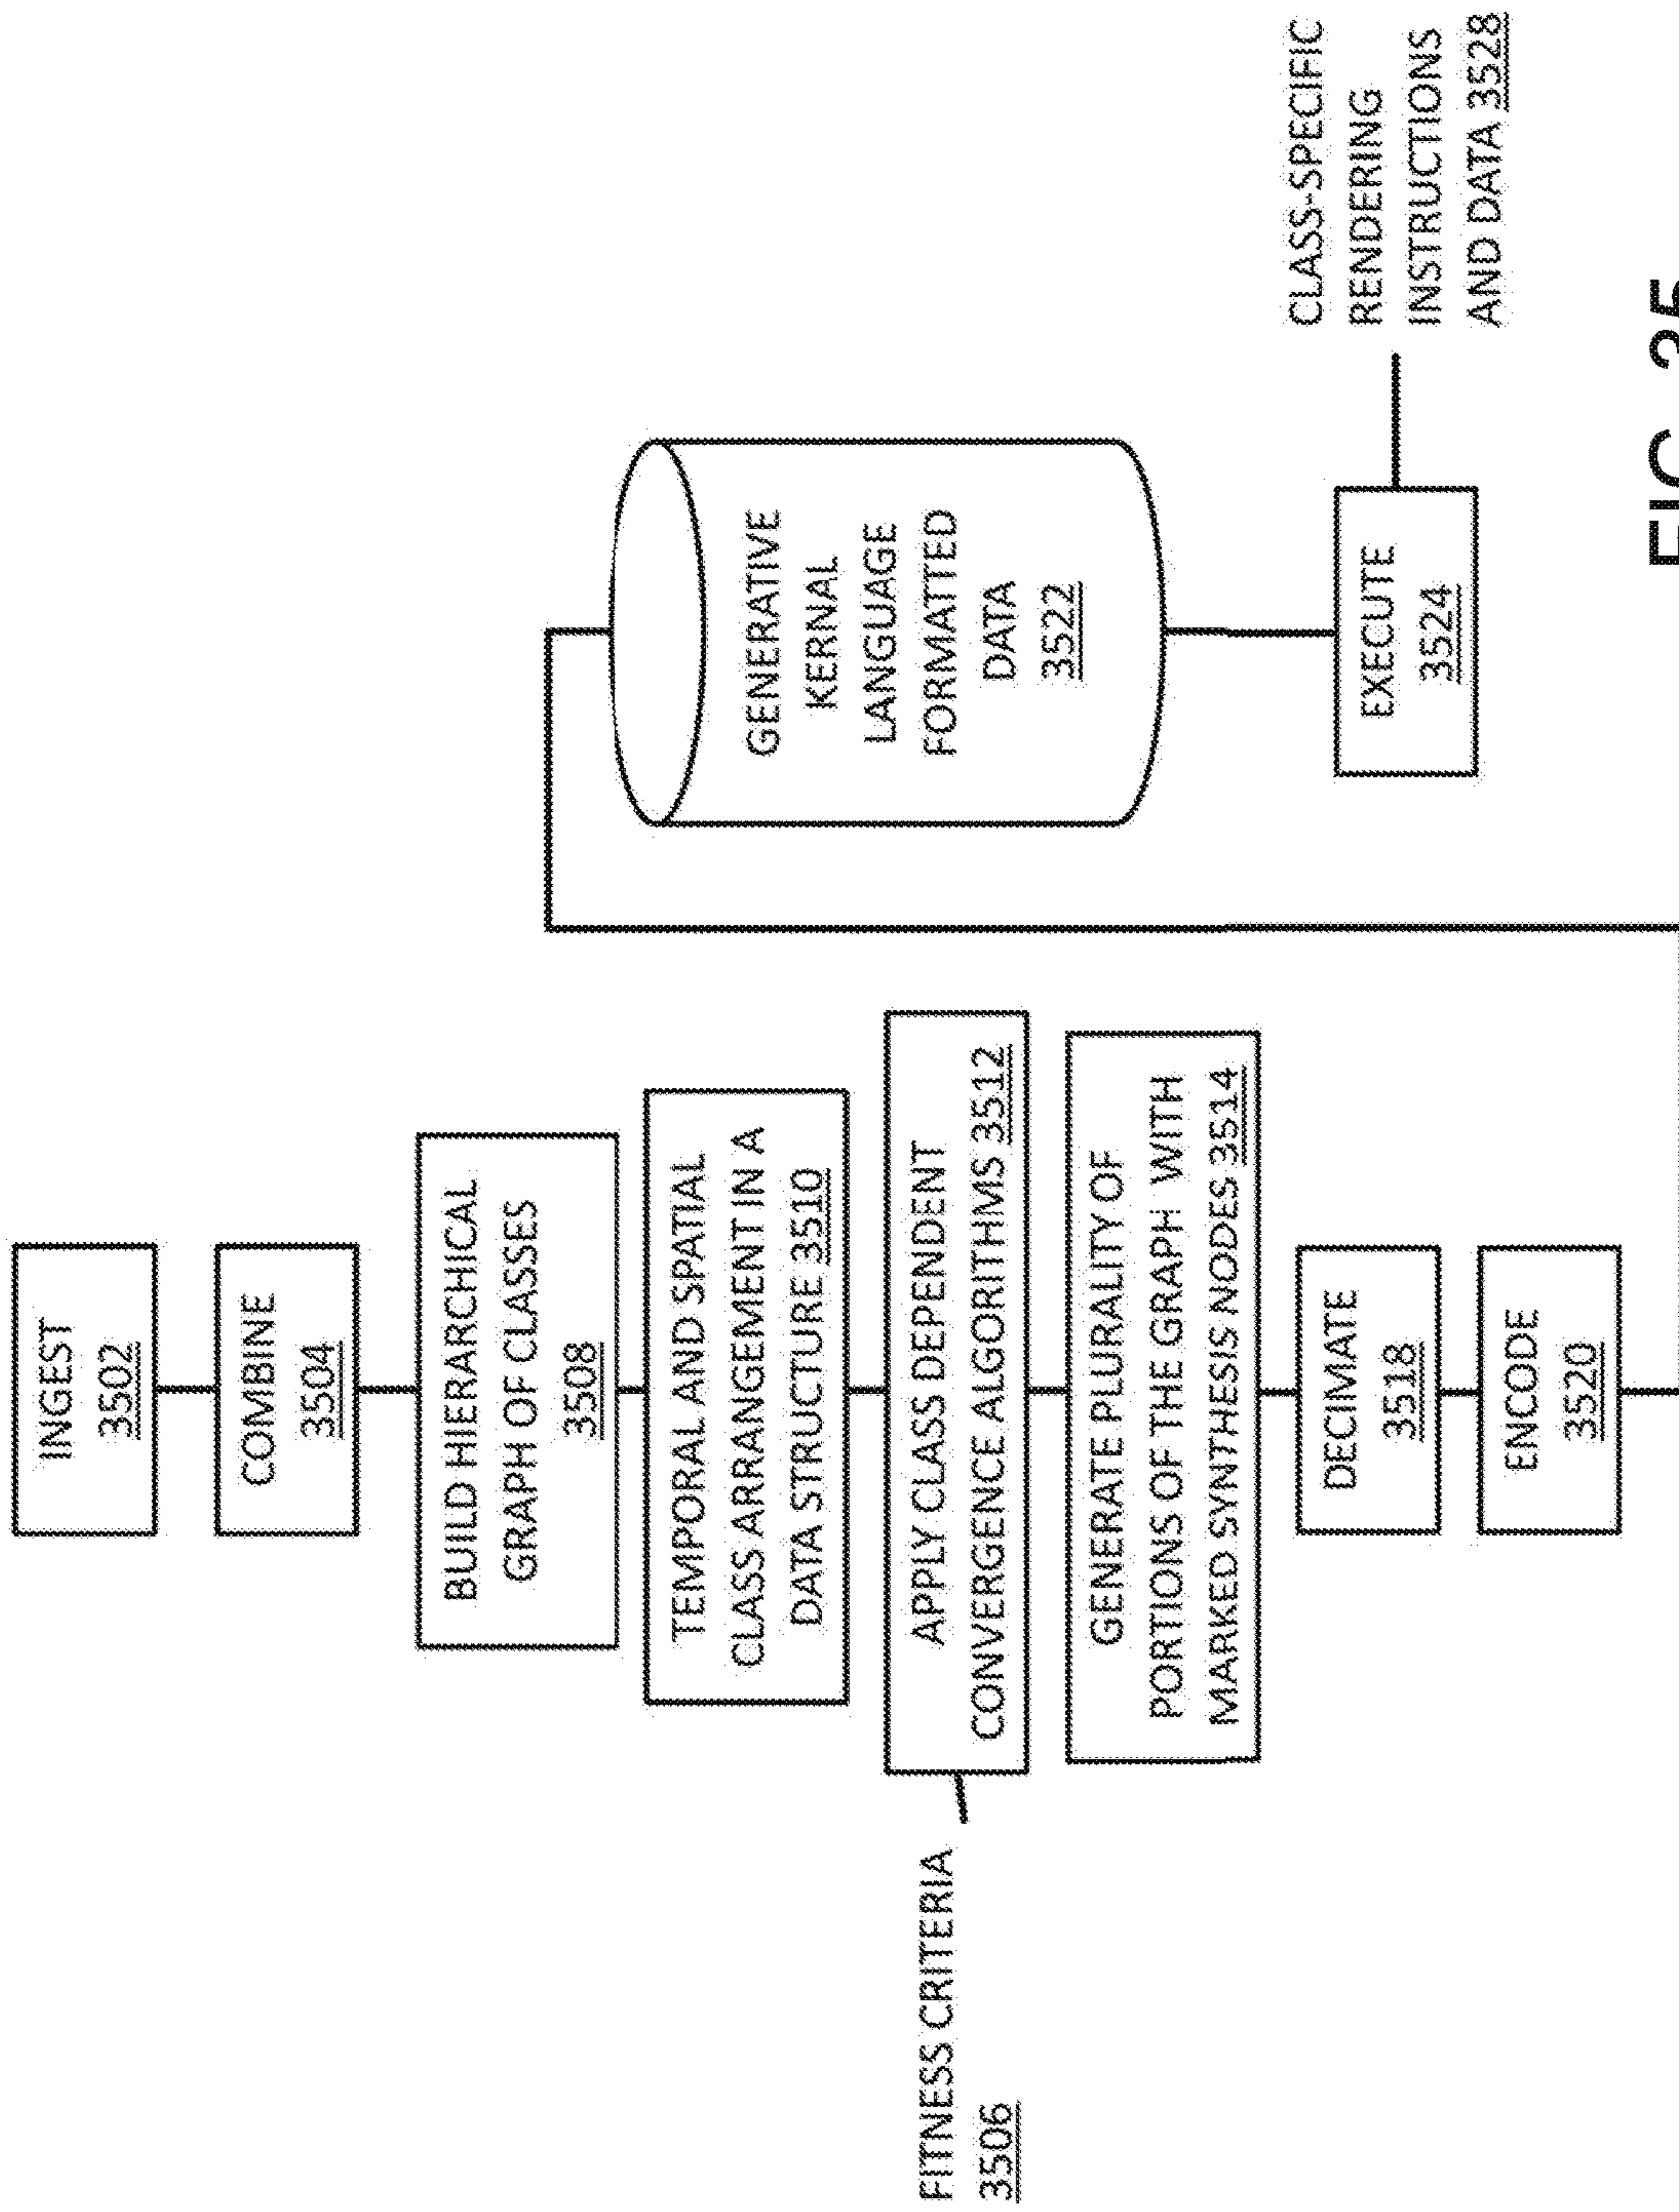 INGEST
3502
COMBINE
3504
BUILD HIERARCHICAL
GRAPH OF CLASSES
3508
TEMPORAL AND SPATIAL
CLASS ARRANGEMENT IN A
DATA STRUCTURE 3510
FITNESS CRITERIA
3506
APPLY CLASS DEPENDENT
CONVERGENCE ALGORITHMS 3512
GENERATE PLURALITY OF
PORTIONS OF THE GRAPH WITH
MARKED SYNTHESIS NODES 3514
DECIMATE
3518
ENCODE
3520
GENERATIVE
KERNAL
LANGUAGE
FORMATTED
DATA
3522
EXECUTE
3524
CLASS-SPECIFIC
RENDERING
INSTRUCTIONS
AND DATA 3528
FIG. 35